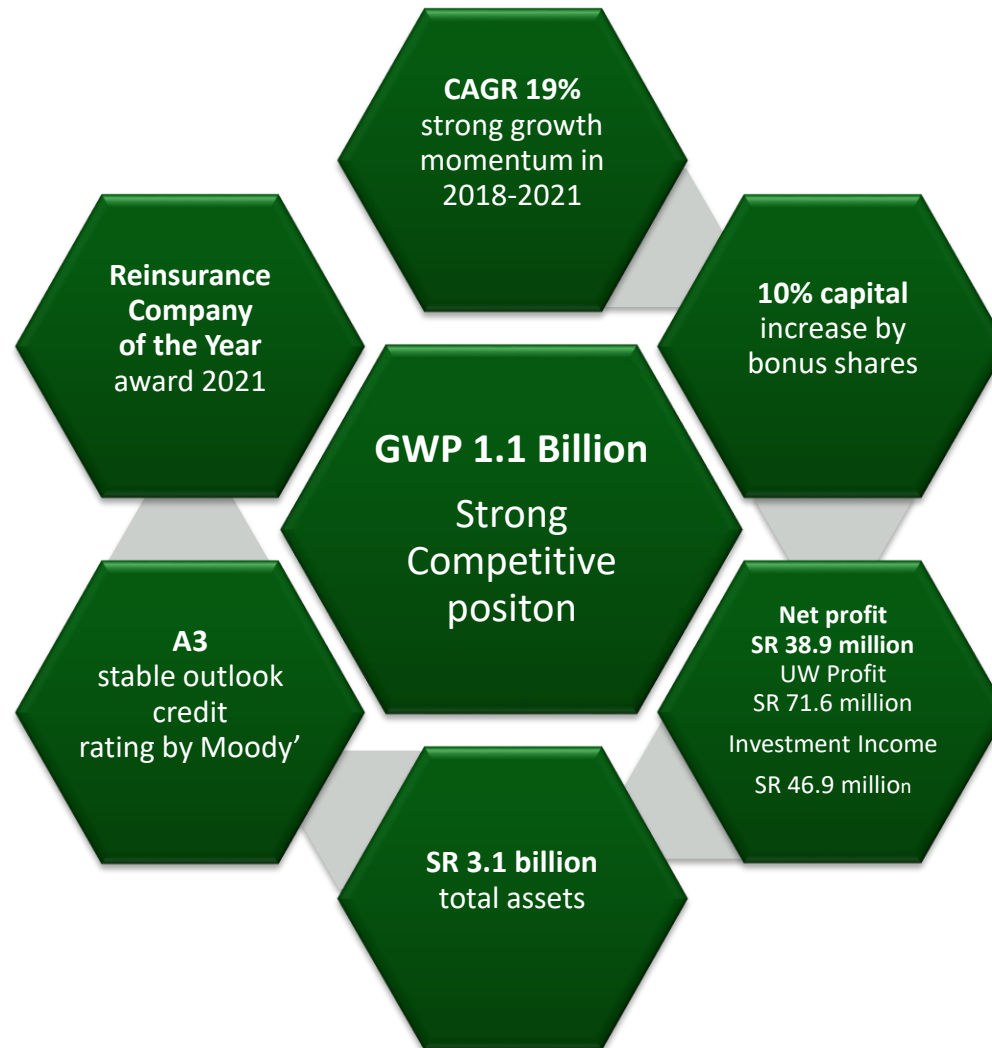 CAGR 19%
strong growth
momentum in
2018-2021
Reinsurance
Company
of the Year
award 2021
10% capital
increase by
bonus shares
GWP 1.1 Billion
Strong
Competitive
positon
A3
stable outlook
credit
rating by Moody’
Net profit
SR 38.9 million
UW Profit
SR 71.6 million
Investment Income
SR 46.9 million
SR 3.1 billion
total assets